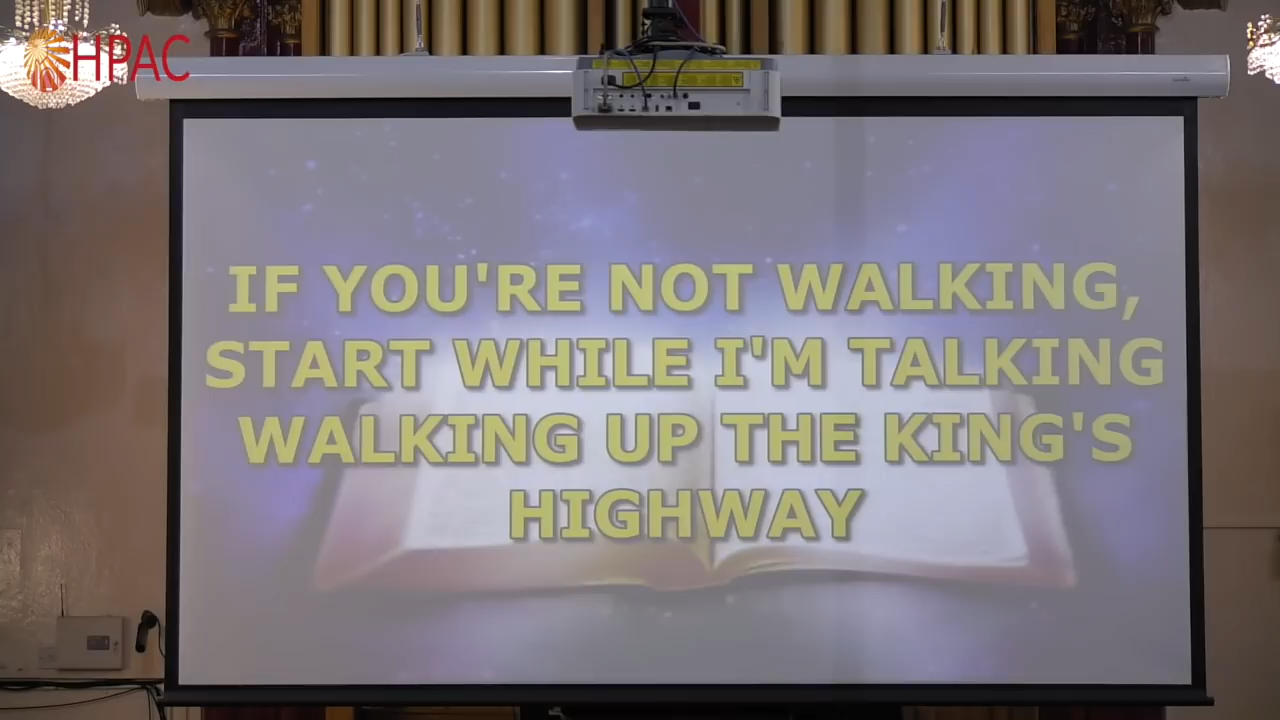 HPAC
IF YOU'RE NOT WALKING,
START WHILE I'M TALKING
WALKING UP THE KING'S
HIGHWAY